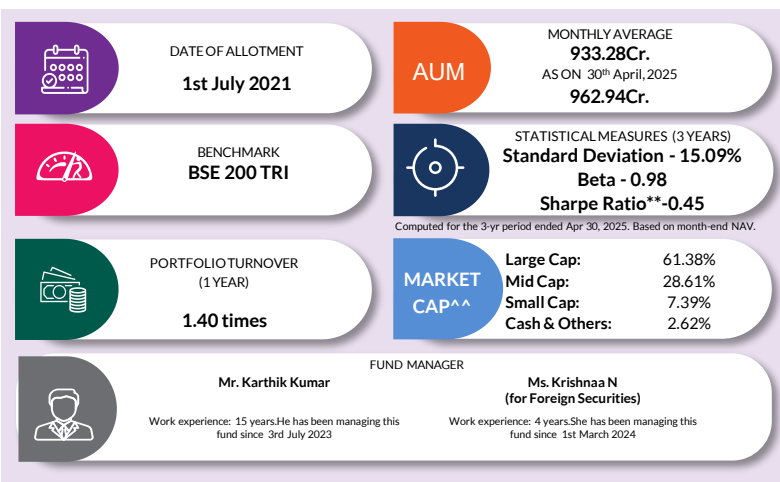 DATE OF ALLOTMENT
1st July 2021
AUM
MONTHLY AVERAGE
933.28Cr.
AS ON 30th April,2025
962.94Cr.
BENCHMARK
BSE 200 TRI
STATISTICAL MEASURES (3 YEARS)
Standard Deviation - 15.09%
Beta - 0.98
Sharpe Ratio**-0.45
Computed for the 3-yr period ended Apr 30, 2025. Based on month-end NAV.
PORTFOLIO TURNOVER
(1 YEAR)
1.40 times
MARKET
CAP^^
Large Cap: 61.38%
Mid Cap: 28.61%
Small Cap: 7.39%
Cash & Others: 2.62%
FUND MANAGER
Mr. Karthik Kumar
Work experience: 15 years.He has been managing this
fund since 3rd July 2023
Ms. Krishnaa N
(for Foreign Securities)
Work experience: 4 years.She has been managing this
fund since 1st March 2024